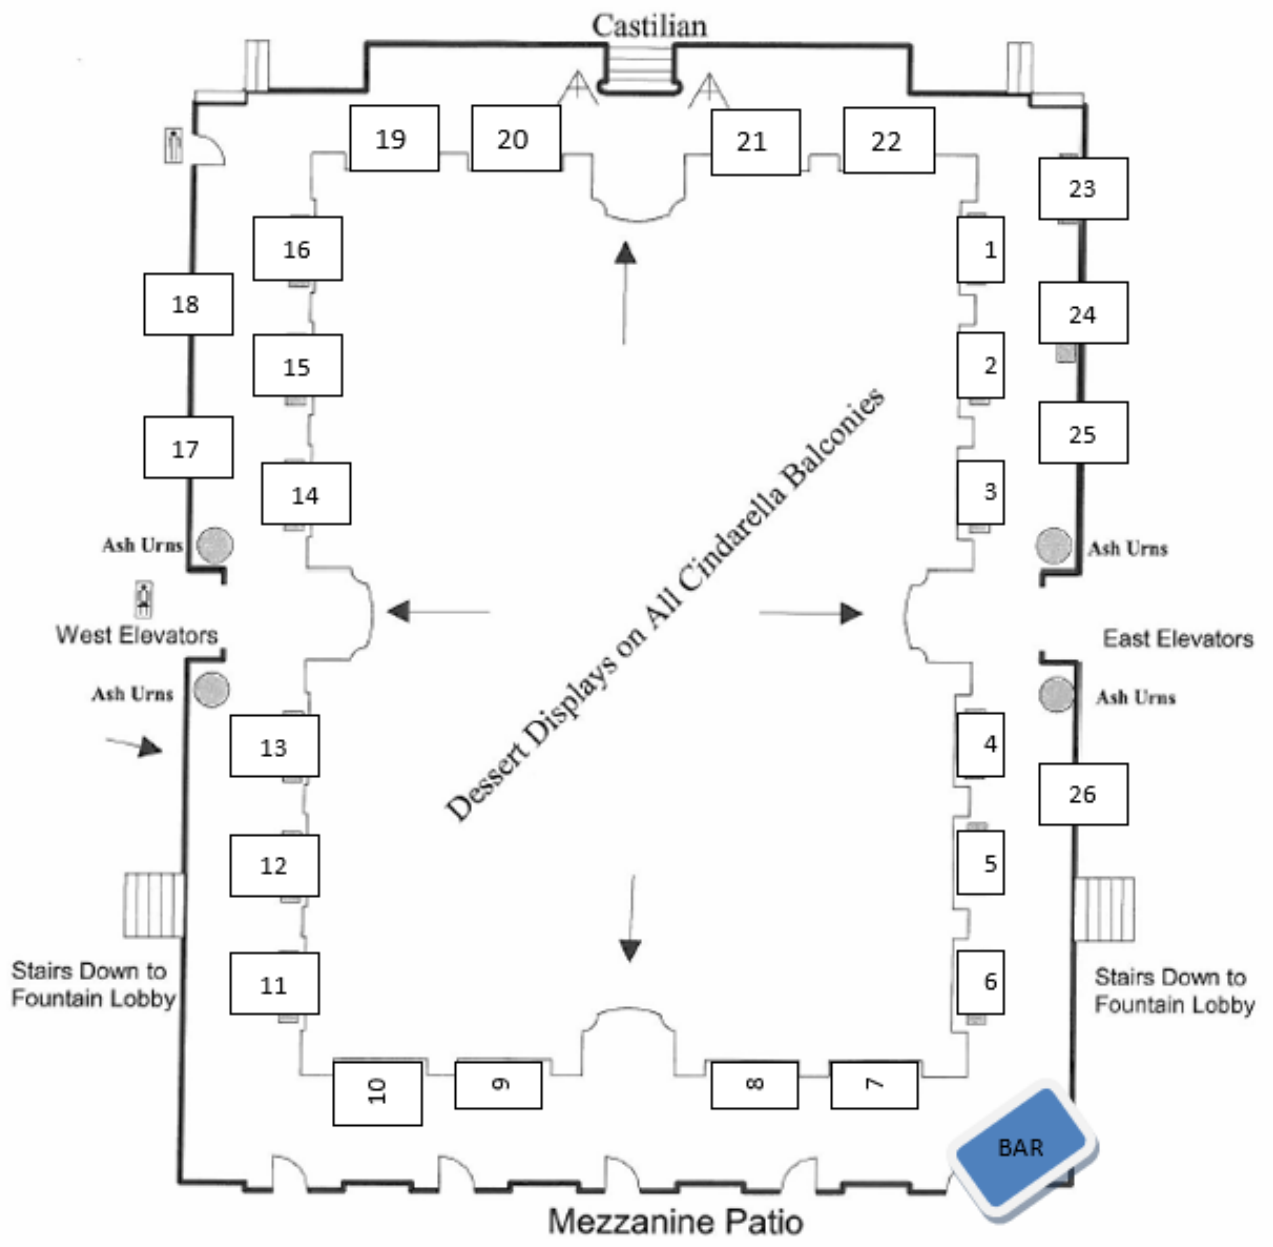 Castilian
19
20
21
22
23
16
1
18
24
15
2
25
17
14
3
Dessert Displays on All Cindarella Balconies
Ash Urns
Ash Urns
West Elevators
East Elevators
Ash Urns
Ash Urns
13
4
26
12
5
Stairs Down to
Fountain Lobby
11
6
Stairs Down to
Fountain Lobby
10
9
8
7
BAR
Mezzanine Patio